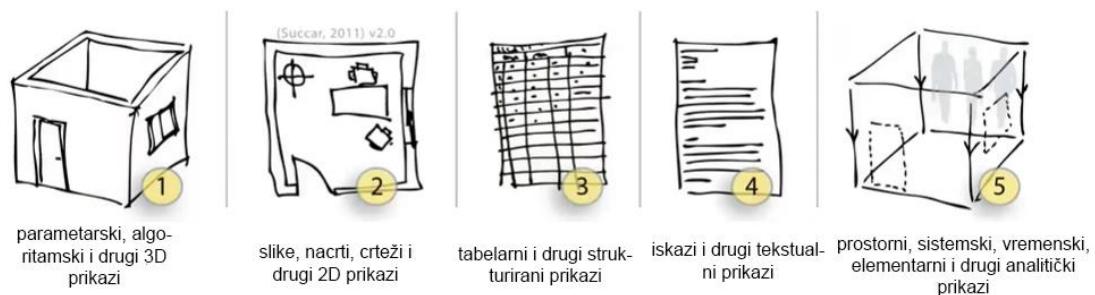 (Succar, 2011) v2.0
1
2
3
4
5
parametarski, algo-
ritamski i drugi 3D
prikazi
slike, nacrti, crteži i
drugi 2D prikazi
tabelarni i drugi struk-
turirani prikazi
iskazi i drugi tekstual-
ni prikazi
prostorni, sistemski, vremenski,
elementarni i drugi analitički
prikazi